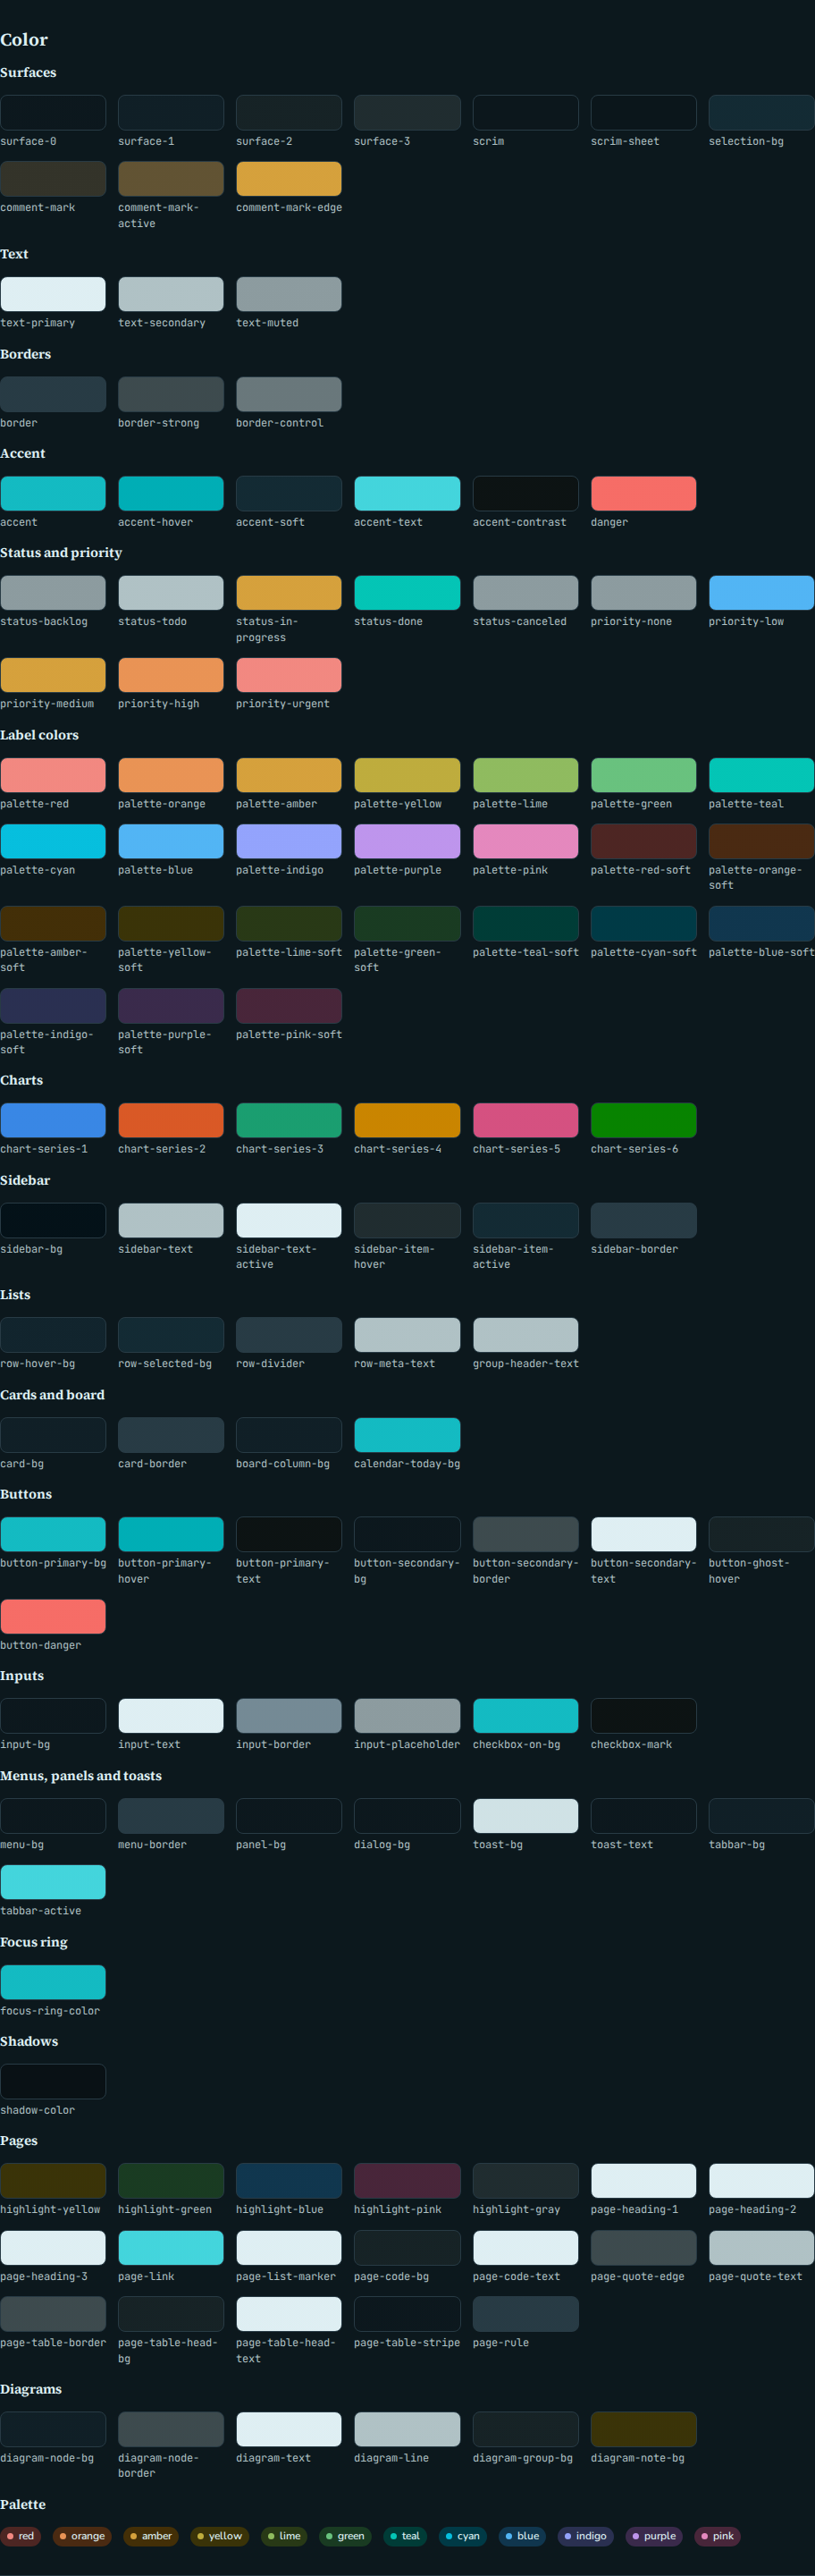 Color
Surfaces
surface-0 surface-1 surface-2 surface-3 scrim scrim-sheet selection-bg
comment-mark comment-mark- comment-mark-edge
active
Text
text-primary text-secondary text-muted
Borders
border border-strong border-control
Accent
accent accent-hover accent-soft accent-text accent-contrast danger
Status and priority
status-backlog status-todo status-in- status-done status-canceled priority-none priority-low
progress
priority-medium priority-high priority-urgent
Label colors
palette-red palette-orange palette-amber palette-yellow palette-lime palette-green palette-teal
palette-cyan palette-blue palette-indigo palette-purple palette-pink palette-red-soft palette-orange-
soft
palette-amber- palette-yellow- palette-lime-soft palette-green- palette-teal-soft palette-cyan-soft palette-blue-soft
soft soft soft
palette-indigo- palette-purple- palette-pink-soft
soft soft
Charts
chart-series-1 chart-series-2 chart-series-3 chart-series-4 chart-series-5 chart-series-6
Sidebar
sidebar-bg sidebar-text sidebar-text- sidebar-item- sidebar-item- sidebar-border
active hover active
Lists
row-hover-bg row-selected-bg row-divider row-meta-text group-header-text
Cards and board
card-bg card-border board-column-bg calendar-today-bg
Buttons
button-primary-bg button-primary- button-primary- button-secondary- button-secondary- button-secondary- button-ghost-
hover text bg border text hover
button-danger
Inputs
input-bg input-text input-border input-placeholder checkbox-on-bg checkbox-mark
Menus, panels and toasts
menu-bg menu-border panel-bg dialog-bg toast-bg toast-text tabbar-bg
tabbar-active
Focus ring
focus-ring-color
Shadows
shadow-color
Pages
highlight-yellow highlight-green highlight-blue highlight-pink highlight-gray page-heading-1 page-heading-2
page-heading-3 page-link page-list-marker page-code-bg page-code-text page-quote-edge page-quote-text
page-table-border page-table-head- page-table-head- page-table-stripe page-rule
bg text
Diagrams
diagram-node-bg diagram-node- diagram-text diagram-line diagram-group-bg diagram-note-bg
border
Palette
red orange amber yellow lime green teal cyan blue indigo purple pink